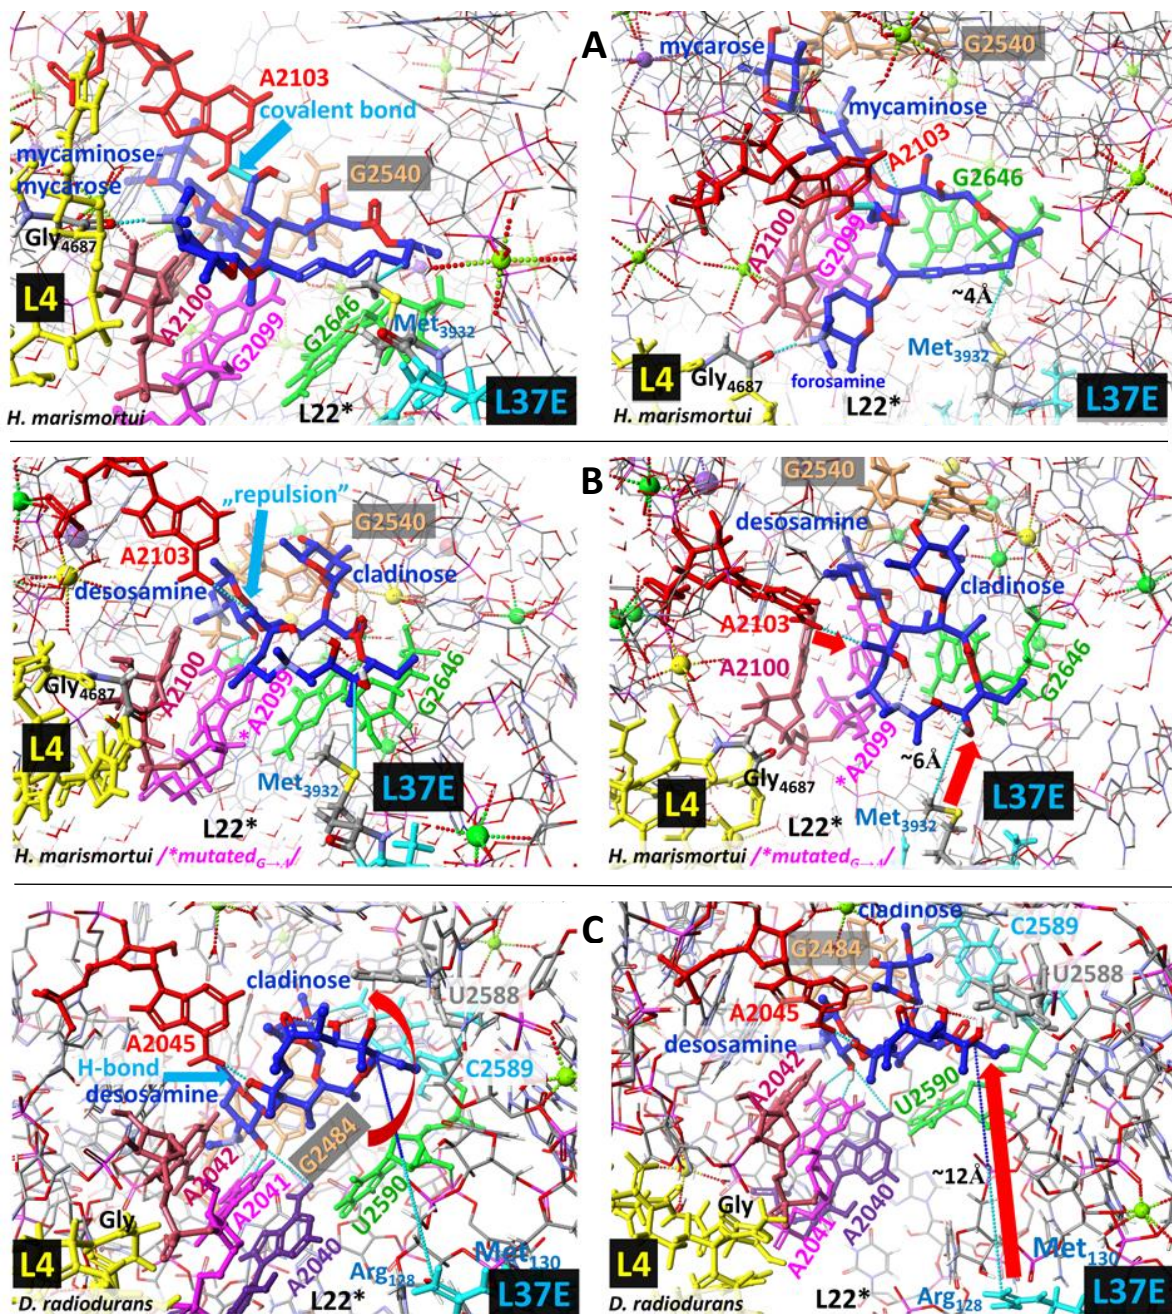 A
A2103
covalent bond
mycaminose-
mycarose
G2540
Gly4687
L4
A2100
G2099
G2646
Met3932
L22*
L37E
H. marismortui
mycarose
G2540
mycaminose
A2103
G2646
A2100
G2099
~4Å
Met3932
L4
Gly4687
forosamine
L22*
L37E
H. marismortui
B
„repulsion”
G2540
A2103
desosamine
cladinose
A2100
Gly4687
*A2099
G2646
L4
Met3932
L37E
L22*
H. marismortui /*mutatedG→A/
G2540
desosamine
cladinose
A2103
A2100
G2646
*A2099
~6Å
L4
Gly4687
L37E
Met3932
L22*
H. marismortui /*mutatedG→A/
C
cladinose
U2588
A2045
H-bond
desosamine
C2589
G2484
A2042
A2041
U2590
Gly
L4
A2040
Arg128
Met130
L22*
L37E
D. radiodurans
cladinose
C2589
G2484
U2588
A2045
desosamine
A2042
U2590
~12Å
Gly
L4
A2041
A2040
Met130
L22*
Arg128
L37E
D. radiodurans